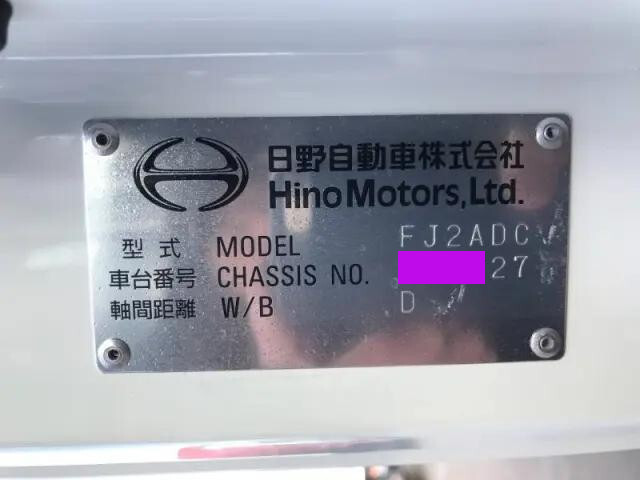 日野自動車株式会社
Hino Motors, Ltd.
型式 MODEL FJ2ADC
車台番号 CHASSIS NO. 27
軸間距離 W/B D